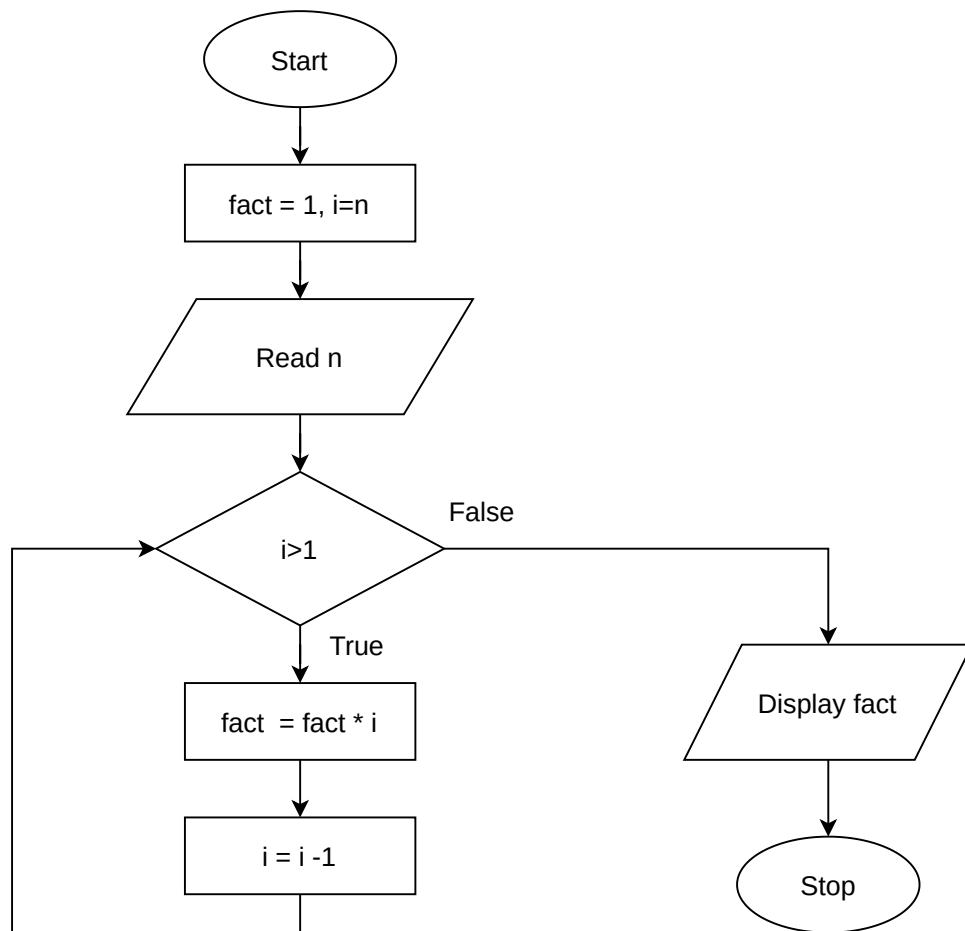 Start
fact = 1, i=n
Read n
False
i>1
True
fact  = fact * i
Display fact
i = i -1
Stop